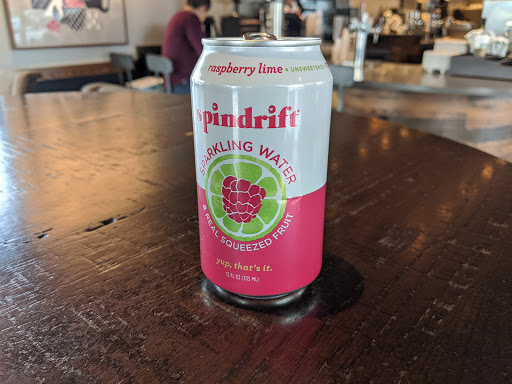 raspberry lime • UNSWEETENED
spindrift
SPARKLING WATER
& REAL SQUEEZED FRUIT
yup, that's it.
12 FL OZ (355 ML)